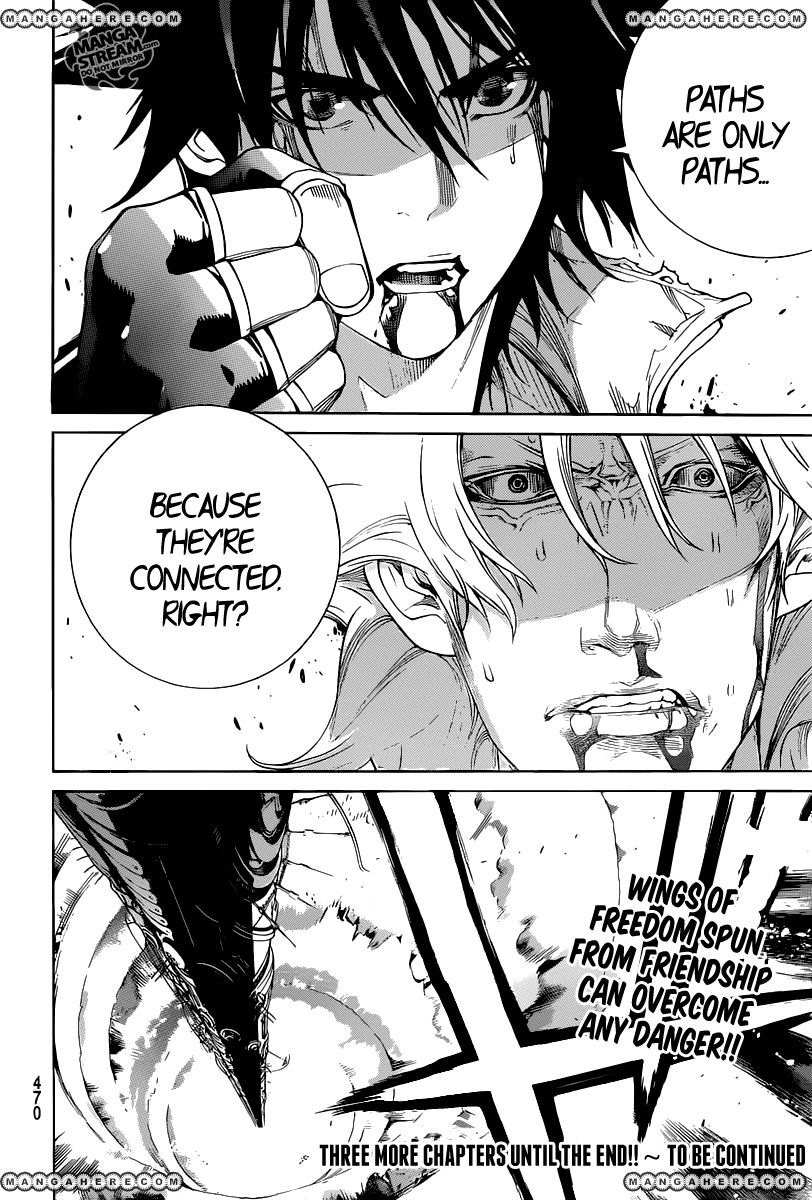 MANGAHERE.COM MANGAHERE.COM
MANGA
STREAM.com
DO NOT MIRROR
PATHS
ARE ONLY
PATHS...
BECAUSE
THEY'RE
CONNECTED,
RIGHT?
WINGS OF
FREEDOM SPUN
FROM FRIENDSHIP
CAN OVERCOME
ANY DANGER!!
470
THREE MORE CHAPTERS UNTIL THE END!! ~ TO BE CONTINUED
MANGAHERE.COM MANGAHERE.COM